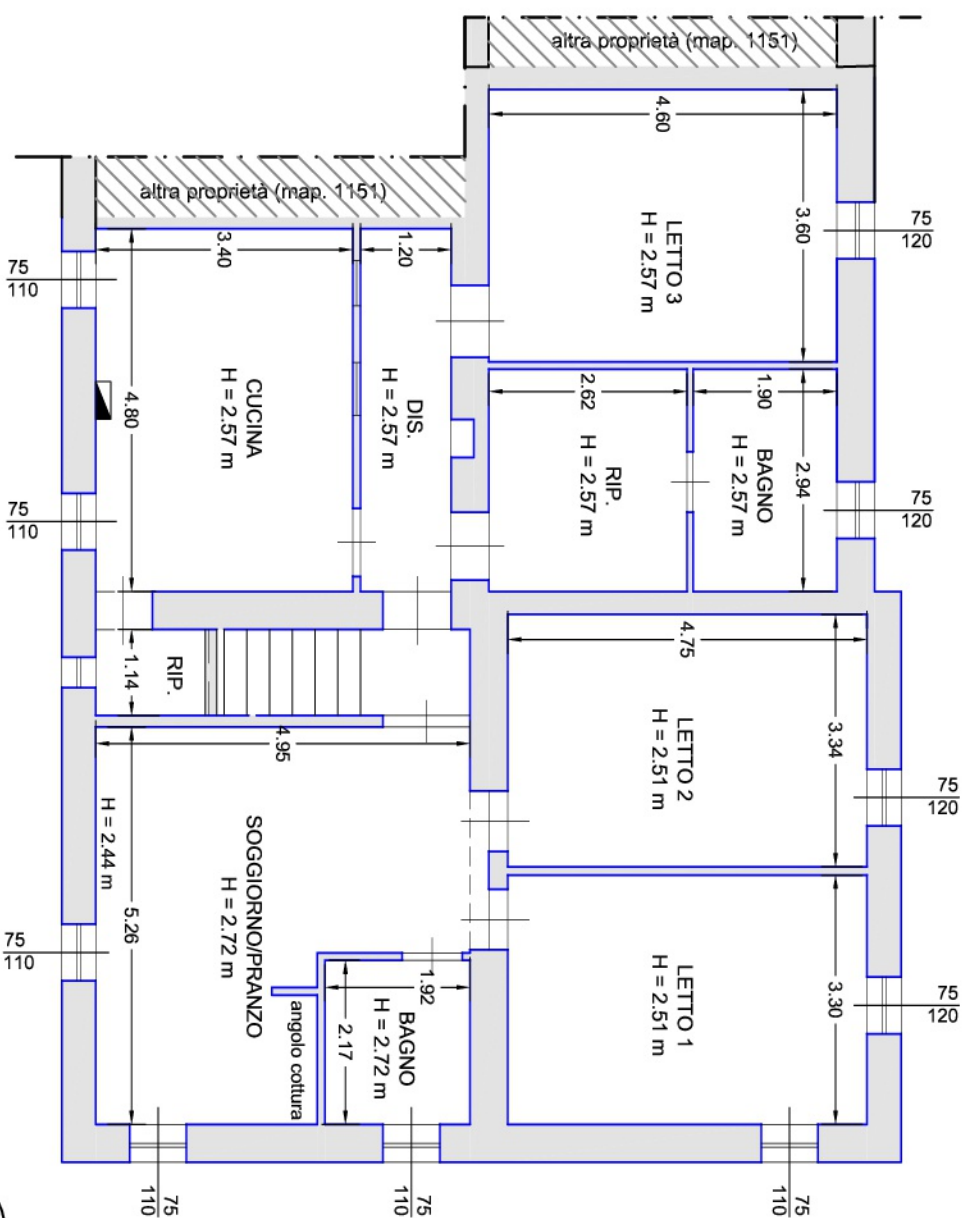 altra proprietà (map. 1151)
4.60
3.60
LETTO 3
H = 2.57 m
75
120
altra proprietà (map. 1151)
3.40
1.20
75
110
CUCINA
H = 2.57 m
4.80
DIS.
H = 2.57 m
2.62
RIP.
H = 2.57 m
1.90
BAGNO
H = 2.57 m
2.94
75
120
75
110
1.14
RIP.
4.75
3.34
LETTO 2
H = 2.51 m
75
120
4.95
H = 2.44 m
SOGGIORNO/PRANZO
H = 2.72 m
5.26
75
110
1.92
BAGNO
H = 2.72 m
2.17
angolo cottura
LETTO 1
H = 2.51 m
3.30
75
120
75
110
75
110
75
110